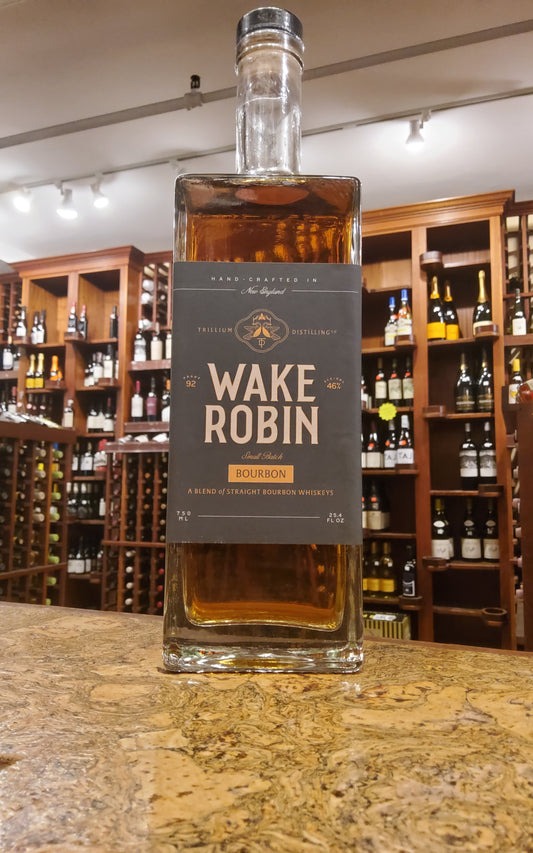 HAND-CRAFTED IN
New England
TRILLIUM DISTILLING CO
PROOF
92
ALC/VOL
46%
WAKE
ROBIN
Small Batch
BOURBON
A BLEND of STRAIGHT BOURBON WHISKEYS
750
ML
25.4
FL OZ